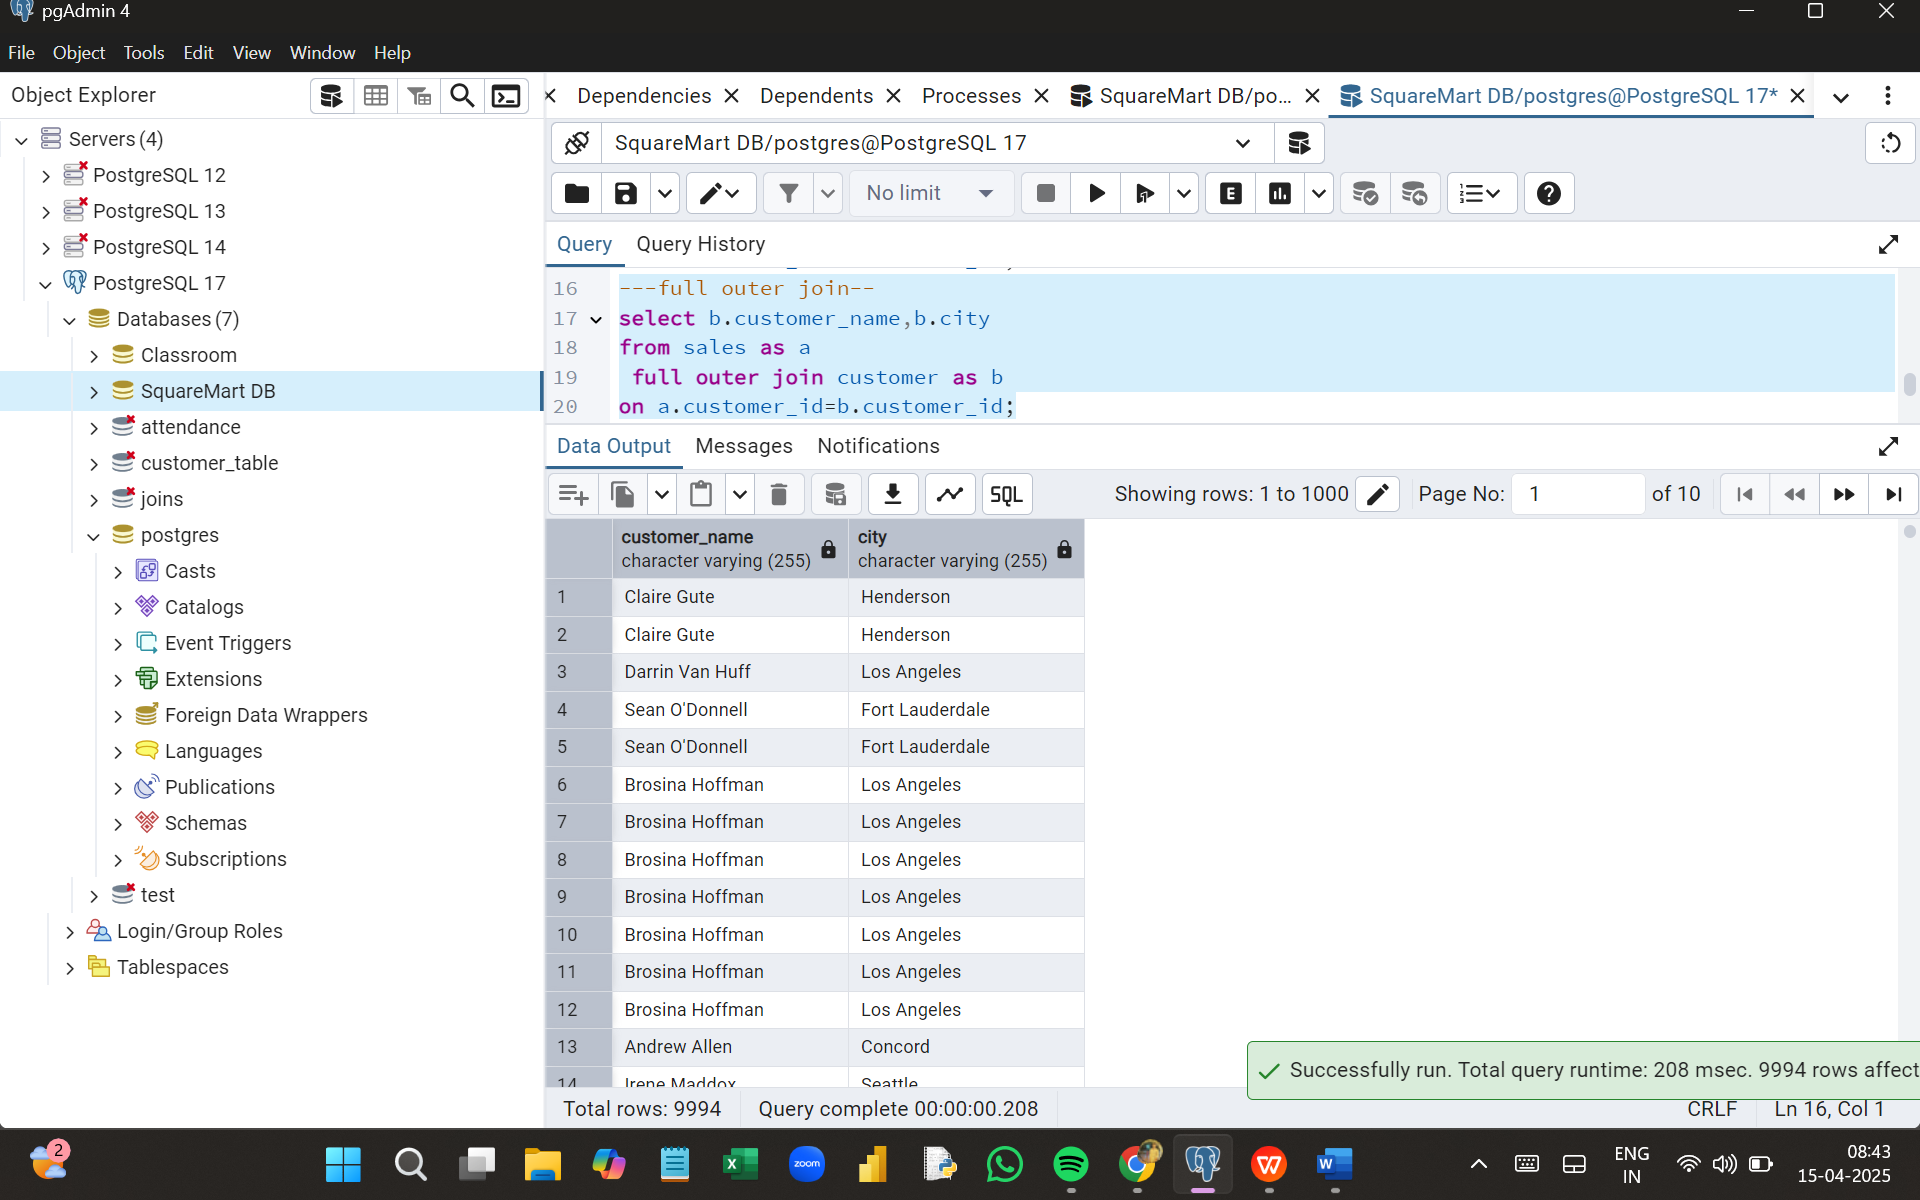 pgAdmin 4
File Object Tools Edit View Window Help
Object Explorer
Servers (4)
PostgreSQL 12
PostgreSQL 13
PostgreSQL 14
PostgreSQL 17
Databases (7)
Classroom
SquareMart DB
attendance
customer_table
joins
postgres
Casts
Catalogs
Event Triggers
Extensions
Foreign Data Wrappers
Languages
Publications
Schemas
Subscriptions
test
Login/Group Roles
Tablespaces
Dependencies Dependents Processes SquareMart DB/po... SquareMart DB/postgres@PostgreSQL 17*
SquareMart DB/postgres@PostgreSQL 17
No limit E
Query Query History
16 ---full outer join--
17 select b.customer_name,b.city
18 from sales as a
19 full outer join customer as b
20 on a.customer_id=b.customer_id;
Data Output Messages Notifications
SQL Showing rows: 1 to 1000 Page No: 1 of 10
customer_name city
character varying (255) character varying (255)
1 Claire Gute Henderson
2 Claire Gute Henderson
3 Darrin Van Huff Los Angeles
4 Sean O'Donnell Fort Lauderdale
5 Sean O'Donnell Fort Lauderdale
6 Brosina Hoffman Los Angeles
7 Brosina Hoffman Los Angeles
8 Brosina Hoffman Los Angeles
9 Brosina Hoffman Los Angeles
10 Brosina Hoffman Los Angeles
11 Brosina Hoffman Los Angeles
12 Brosina Hoffman Los Angeles
13 Andrew Allen Concord
14 Irene Maddox Seattle
Successfully run. Total query runtime: 208 msec. 9994 rows affect
Total rows: 9994 Query complete 00:00:00.208 CRLF Ln 16, Col 1
2 zoom ENG 08:43
IN 15-04-2025